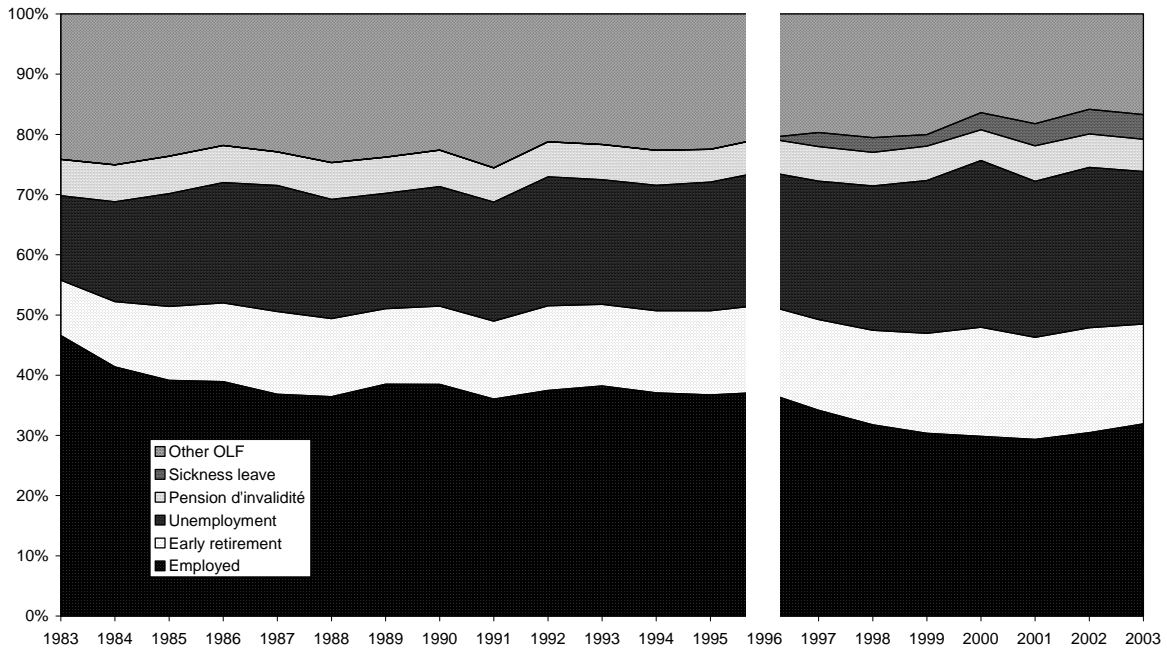 100%
90%
80%
70%
60%
50%
40%
30%
20%
10%
0%
Other OLF
Sickness leave
Pension d'invalidité
Unemployment
Early retirement
Employed
1983 1984 1985 1986 1987 1988 1989 1990 1991 1992 1993 1994 1995 1996 1997 1998 1999 2000 2001 2002 2003